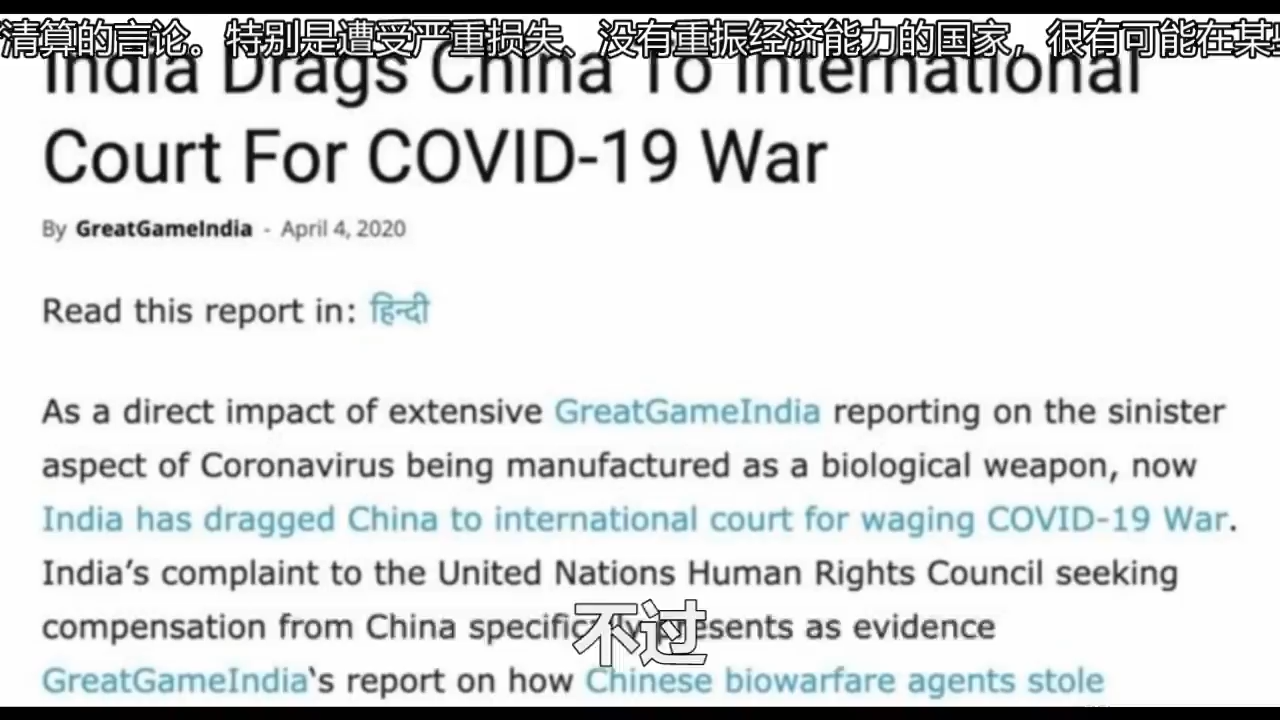 清算的言论。特别是遭受严重损失、没有重振经济能力的国家，很有可能在某
India Drags China To International
Court For COVID-19 War
By GreatGameIndia - April 4, 2020
Read this report in: हिन्दी
As a direct impact of extensive GreatGameIndia reporting on the sinister
aspect of Coronavirus being manufactured as a biological weapon, now
India has dragged China to international court for waging COVID-19 War.
India's complaint to the United Nations Human Rights Council seeking
compensation from China specifically presents as evidence
不过
GreatGameIndia's report on how Chinese biowarfare agents stole